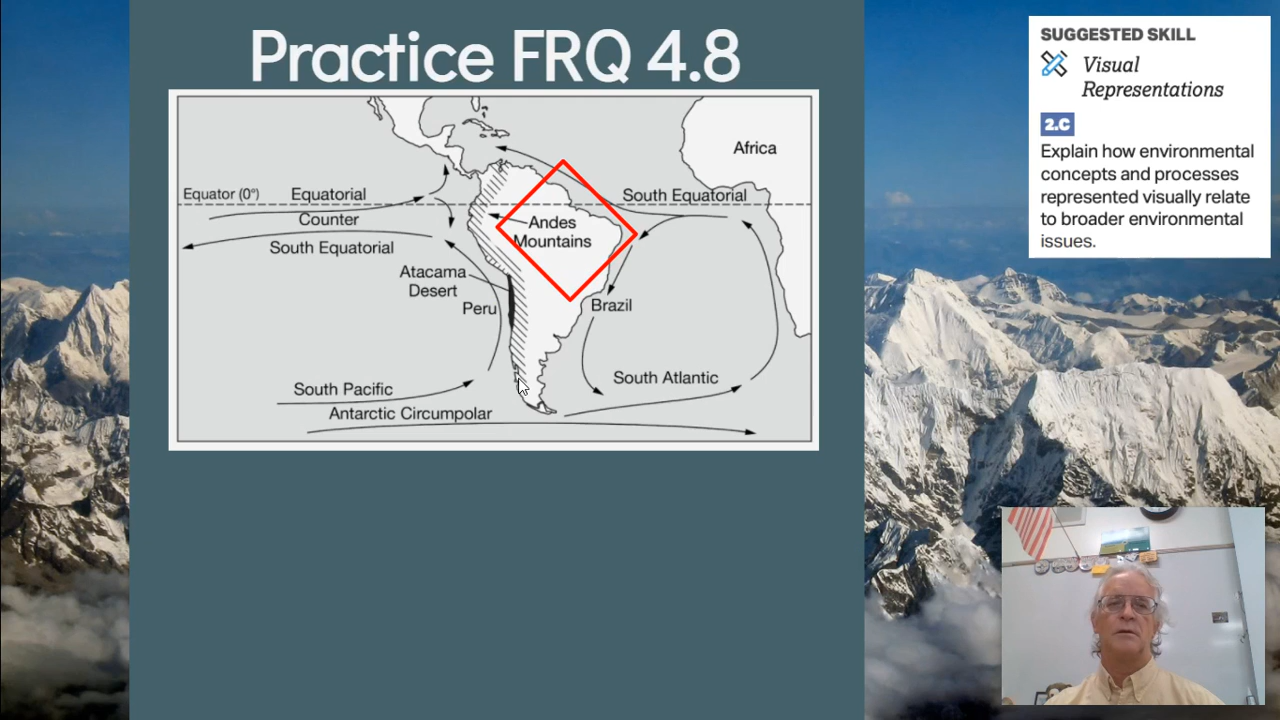 Practice FRQ 4.8
SUGGESTED SKILL
Visual
Representations
2.C
Explain how environmental
concepts and processes
represented visually relate
to broader environmental
issues.
Africa
Equator (0°)
Equatorial
South Equatorial
Counter
Andes
Mountains
South Equatorial
Atacama
Desert
Peru
Brazil
South Pacific
South Atlantic
Antarctic Circumpolar